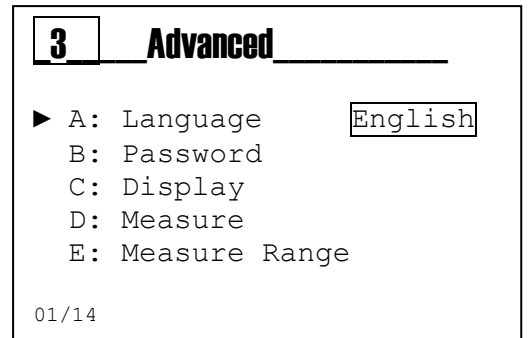 3 Advanced
► A: Language English
B: Password
C: Display
D: Measure
E: Measure Range
01/14